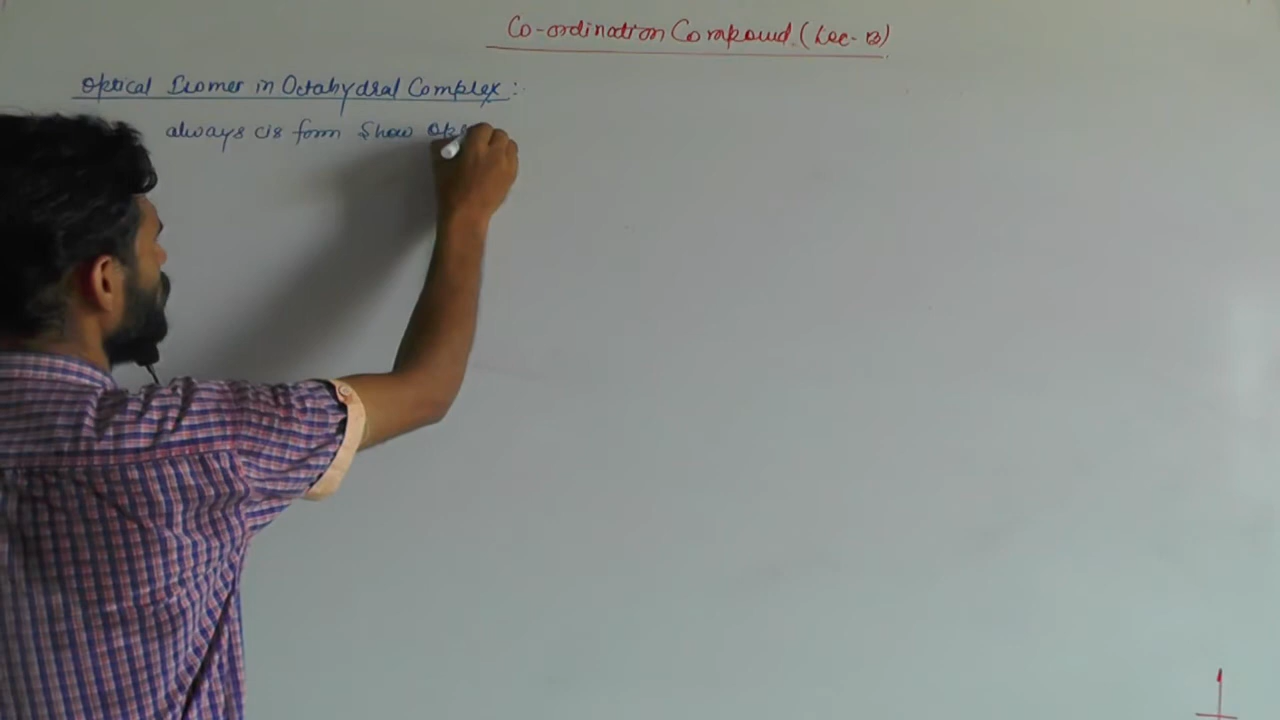 Co-ordination Compound. (Lec- 13)
Optical Isomer in Octahydral Complex :
always cis form Show